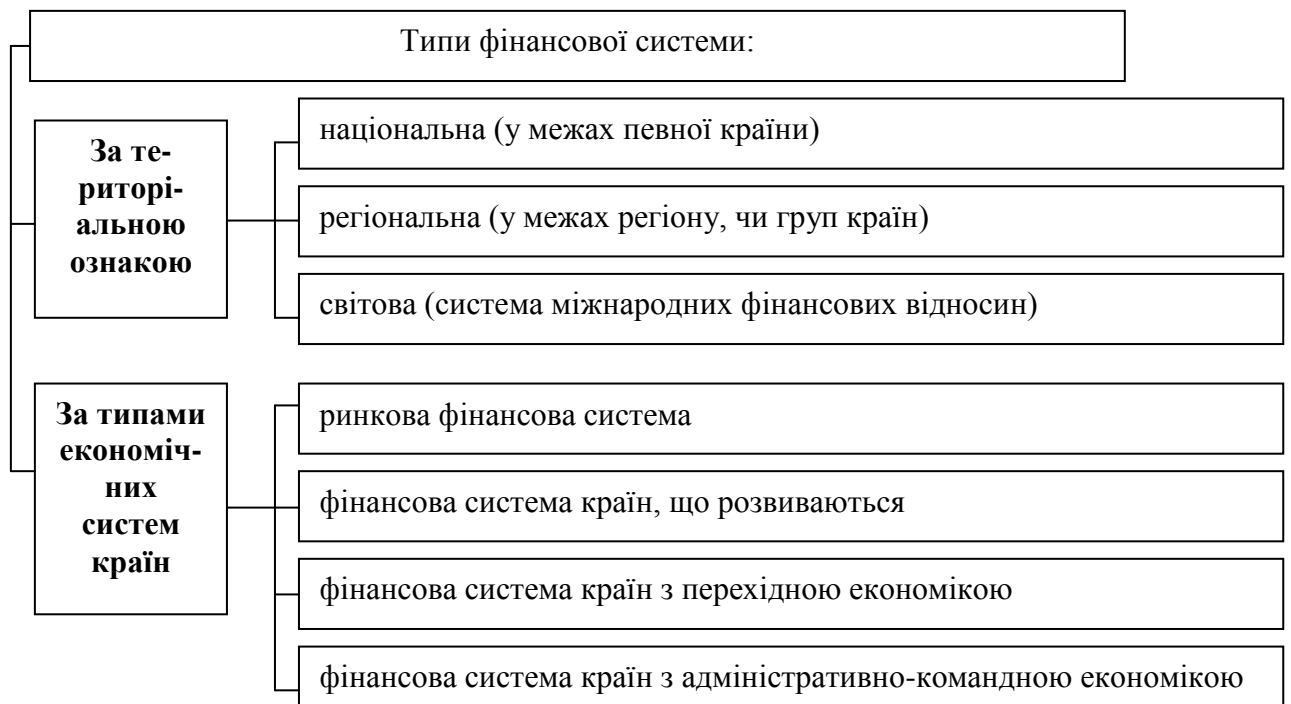 Типи фінансової системи:
За те-
риторі-
альною
ознакою
національна (у межах певної країни)
регіональна (у межах регіону, чи груп країн)
світова (система міжнародних фінансових відносин)
За типами
економіч-
них
систем
країн
ринкова фінансова система
фінансова система країн, що розвиваються
фінансова система країн з перехідною економікою
фінансова система країн з адміністративно-командною економікою